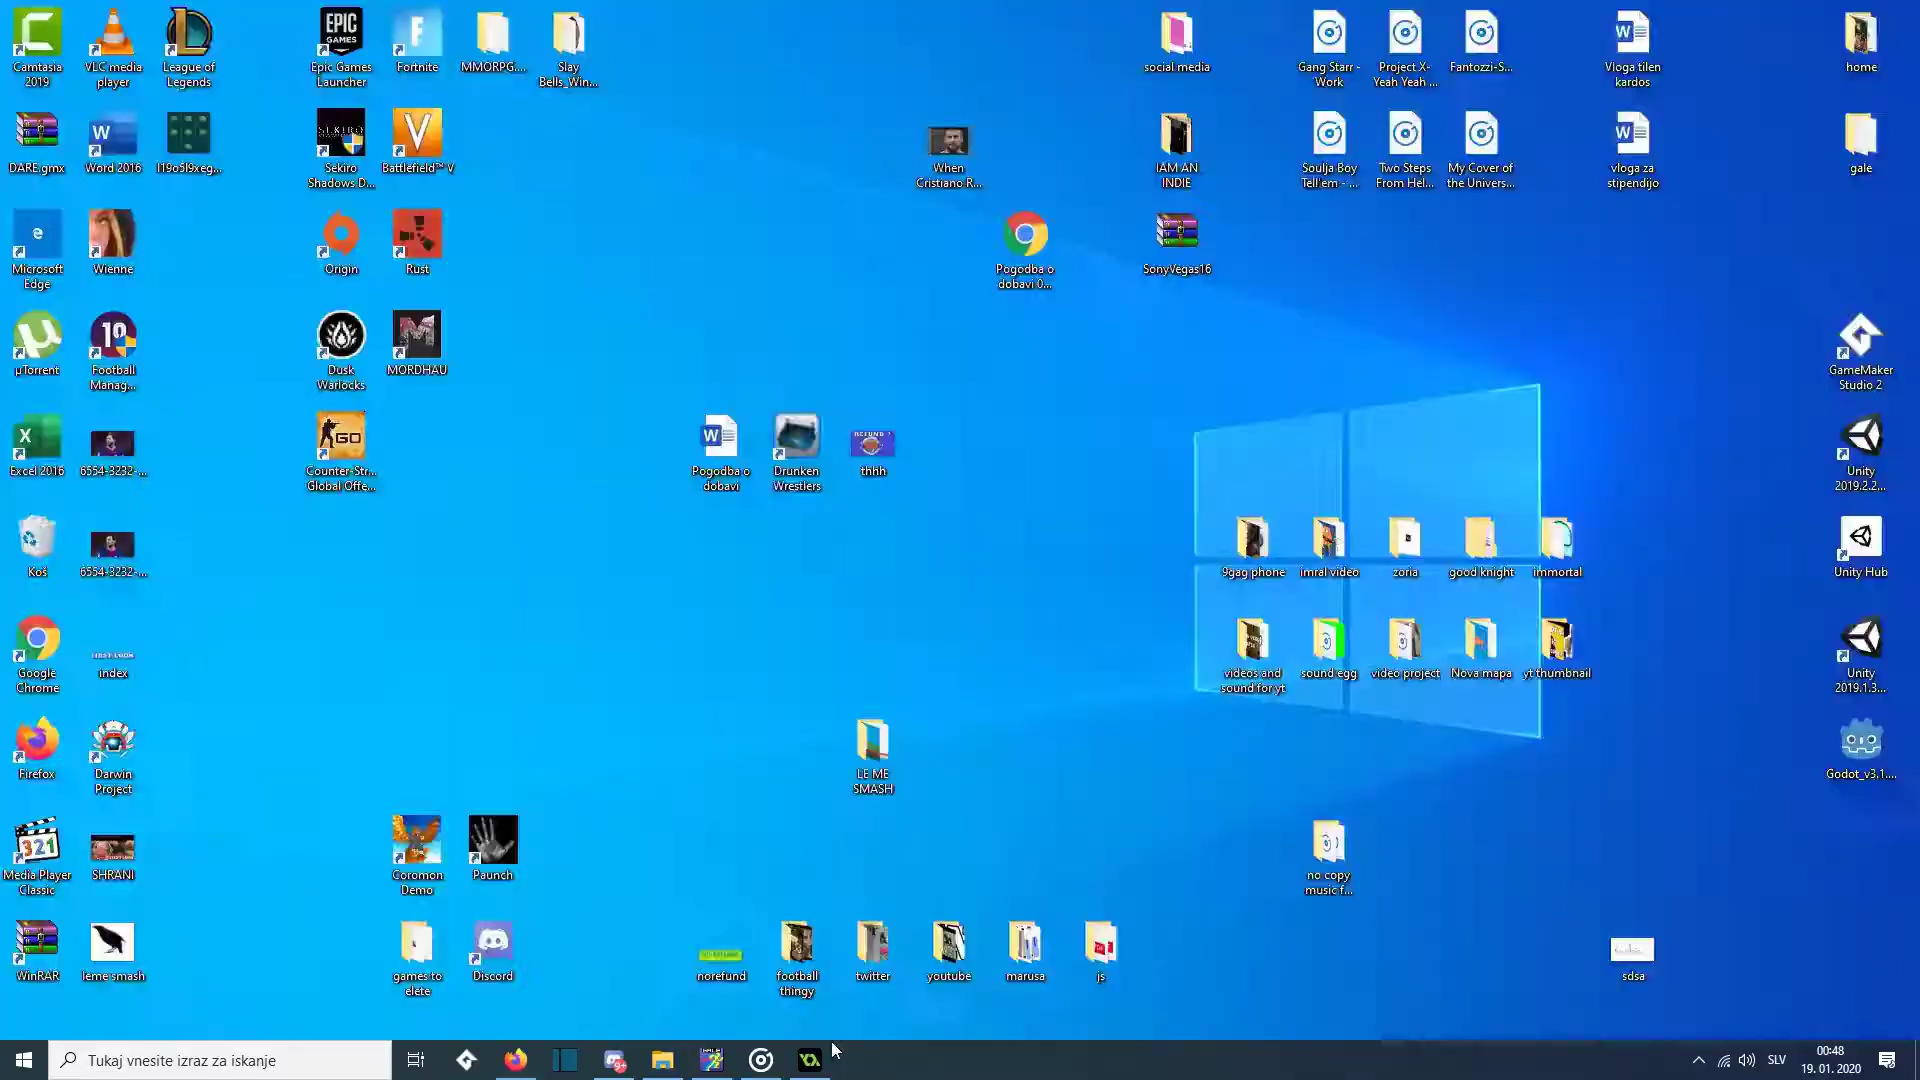 Camtasia
2019
VLC media
player
League of
Legends
EPIC
GAMES
Epic Games
Launcher
Fortnite
MMORPG....
Slay
Bells_Win...
social media
Gang Starr -
Work
Project X-
Yeah Yeah ...
Fantozzi-S...
Vloga tilen
kardos
home
DARE.gmx
Word 2016
l19o5l9xeg...
SEKIRO
Sekiro
Shadows D...
Battlefield™ V
When
Cristiano R...
IAM AN
INDIE
Soulja Boy
Tell'em - ...
Two Steps
From Hel...
My Cover of
the Univers...
vloga za
stipendijo
gale
Microsoft
Edge
Wienne
Origin
Rust
Pogodba o
dobavi 0...
SonyVegas16
µTorrent
Football
Manag...
Dusk
Warlocks
MORDHAU
GameMaker
Studio 2
Excel 2016
6554-3232-...
GO
Counter-Str...
Global Offe...
Pogodba o
dobavi
Drunken
Wrestlers
REFUND
thhh
Unity
2019.2.2...
Koš
6554-3232-...
9gag phone
imral video
zoria
good knight
immortal
Unity Hub
Google
Chrome
index
videos and
sound for yt
sound egg
video project
Nova mapa
yt thumbnail
Unity
2019.1.3...
Firefox
Darwin
Project
LE ME
SMASH
Godot_v3.1....
321
Media Player
Classic
SHRANI
Coromon
Demo
Paunch
no copy
music f...
WinRAR
leme smash
games to
elete
Discord
norefund
football
thingy
twitter
youtube
marusa
js
sdsa
Tukaj vnesite izraz za iskanje
9+
SLV
00:48
19. 01. 2020